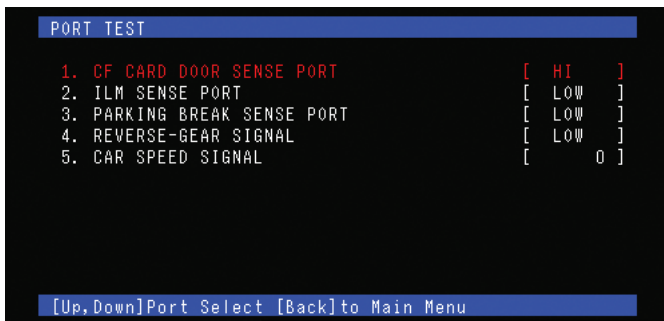 PORT TEST
1. CF CARD DOOR SENSE PORT [ HI ]
2. ILM SENSE PORT [ LOW ]
3. PARKING BREAK SENSE PORT [ LOW ]
4. REVERSE-GEAR SIGNAL [ LOW ]
5. CAR SPEED SIGNAL [ 0 ]
[Up,Down]Port Select [Back]to Main Menu